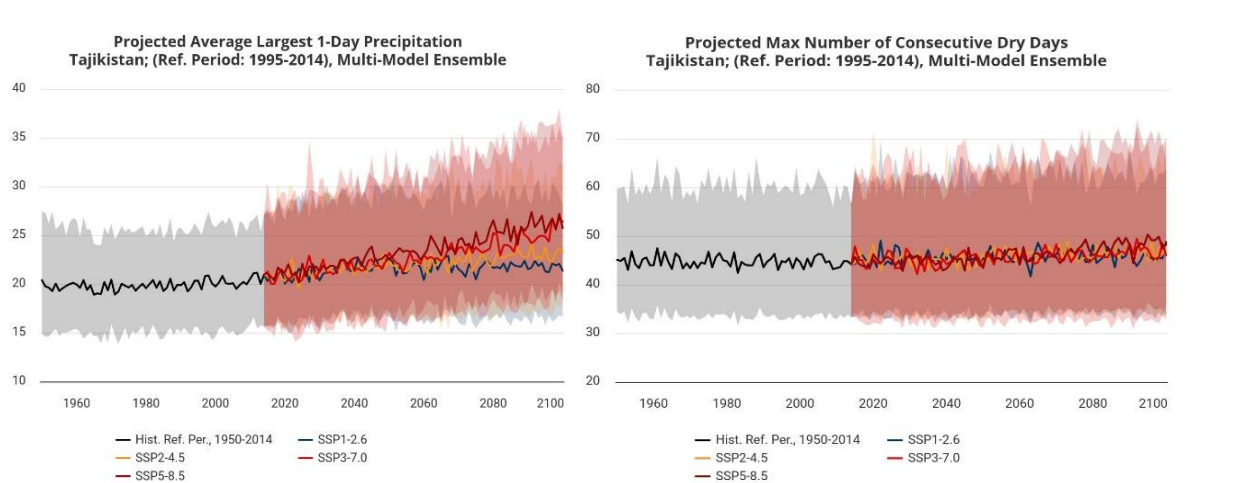 Projected Average Largest 1-Day Precipitation
Tajikistan; (Ref. Period: 1995-2014), Multi-Model Ensemble
40
35
30
25
20
15
10
1960 1980 2000 2020 2040 2060 2080 2100
Hist. Ref. Per., 1950-2014 SSP1-2.6
SSP2-4.5 SSP3-7.0
SSP5-8.5
Projected Max Number of Consecutive Dry Days
Tajikistan; (Ref. Period: 1995-2014), Multi-Model Ensemble
80
70
60
50
40
30
20
1960 1980 2000 2020 2040 2060 2080 2100
Hist. Ref. Per., 1950-2014 SSP1-2.6
SSP2-4.5 SSP3-7.0
SSP5-8.5